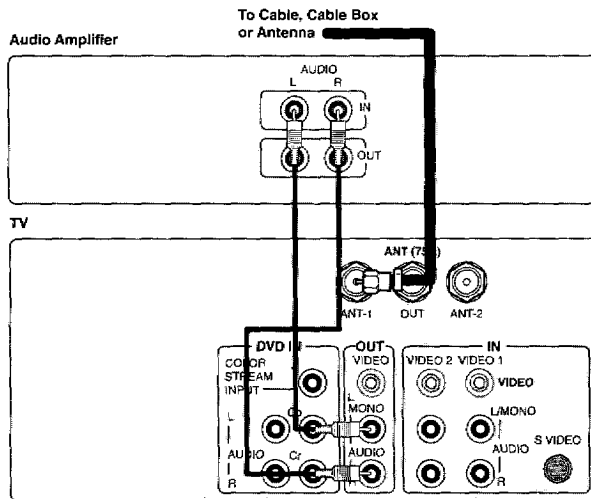 To Cable, Cable Box
or Antenna
Audio Amplifier
AUDIO
L R
IN
OUT
TV
ANT
ANT-1 OUT ANT-2
DVD IN
OUT
IN
COLOR
STREAM
INPUT
VIDEO
VIDEO 2 VIDEO 1
VIDEO
L
L
MONO
L/MONO
AUDIO
Cr
AUDIO
AUDIO
S VIDEO
R
R